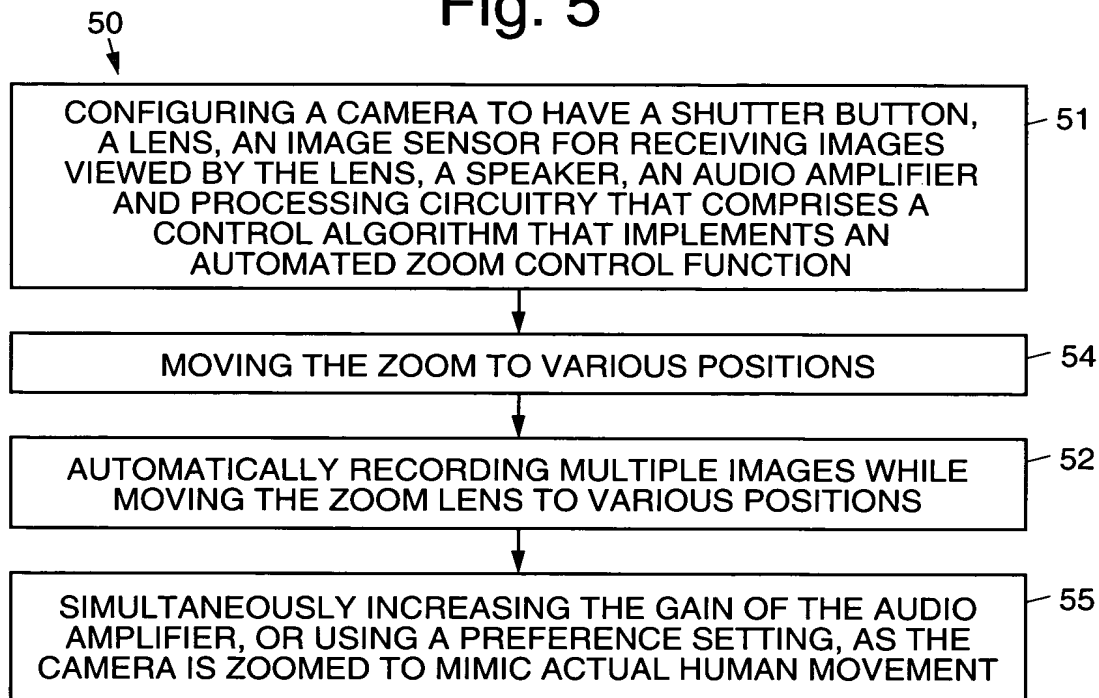 Fig. 5
50
CONFIGURING A CAMERA TO HAVE A SHUTTER BUTTON,
A LENS, AN IMAGE SENSOR FOR RECEIVING IMAGES
VIEWED BY THE LENS, A SPEAKER, AN AUDIO AMPLIFIER
AND PROCESSING CIRCUITRY THAT COMPRISES A
CONTROL ALGORITHM THAT IMPLEMENTS AN
AUTOMATED ZOOM CONTROL FUNCTION
51
MOVING THE ZOOM TO VARIOUS POSITIONS
54
AUTOMATICALLY RECORDING MULTIPLE IMAGES WHILE
MOVING THE ZOOM LENS TO VARIOUS POSITIONS
52
SIMULTANEOUSLY INCREASING THE GAIN OF THE AUDIO
AMPLIFIER, OR USING A PREFERENCE SETTING, AS THE
CAMERA IS ZOOMED TO MIMIC ACTUAL HUMAN MOVEMENT
55